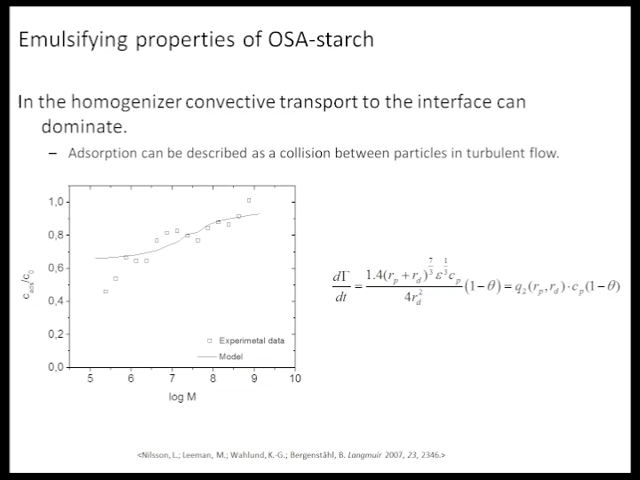 Emulsifying properties of OSA-starch
In the homogenizer convective transport to the interface can
dominate.
– Adsorption can be described as a collision between particles in turbulent flow.
1,0
0,8
0,6
0,4
0,2
0,0
c_ads/c_0
5 6 7 8 9 10
log M
Experimetal data
Model
dΓ/dt = 1.4(r_p + r_d)^{7/3} ε^{1/3} c_p / 4r_d^2 (1−θ) = q_2(r_p, r_d)·c_p(1−θ)
<Nilsson, L.; Leeman, M.; Wahlund, K.-G.; Bergenståhl, B. Langmuir 2007, 23, 2346.>